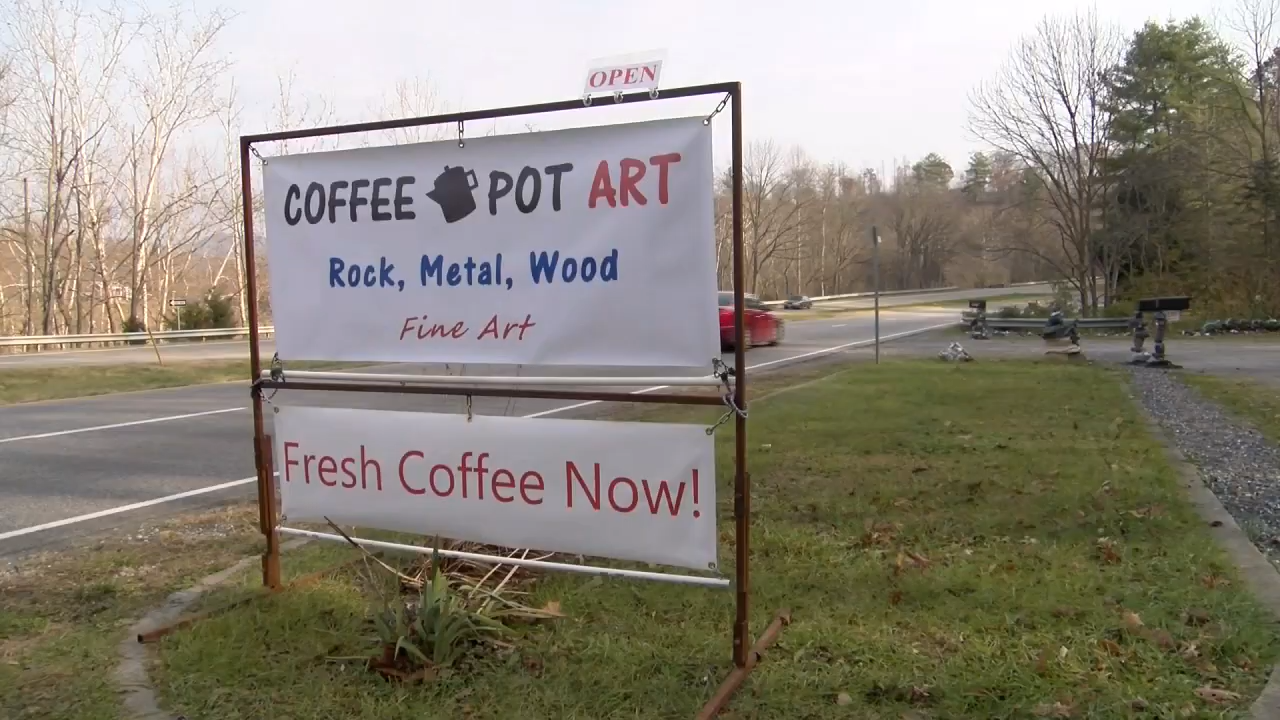 OPEN
COFFEE POT ART
Rock, Metal, Wood
Fine Art
Fresh Coffee Now!